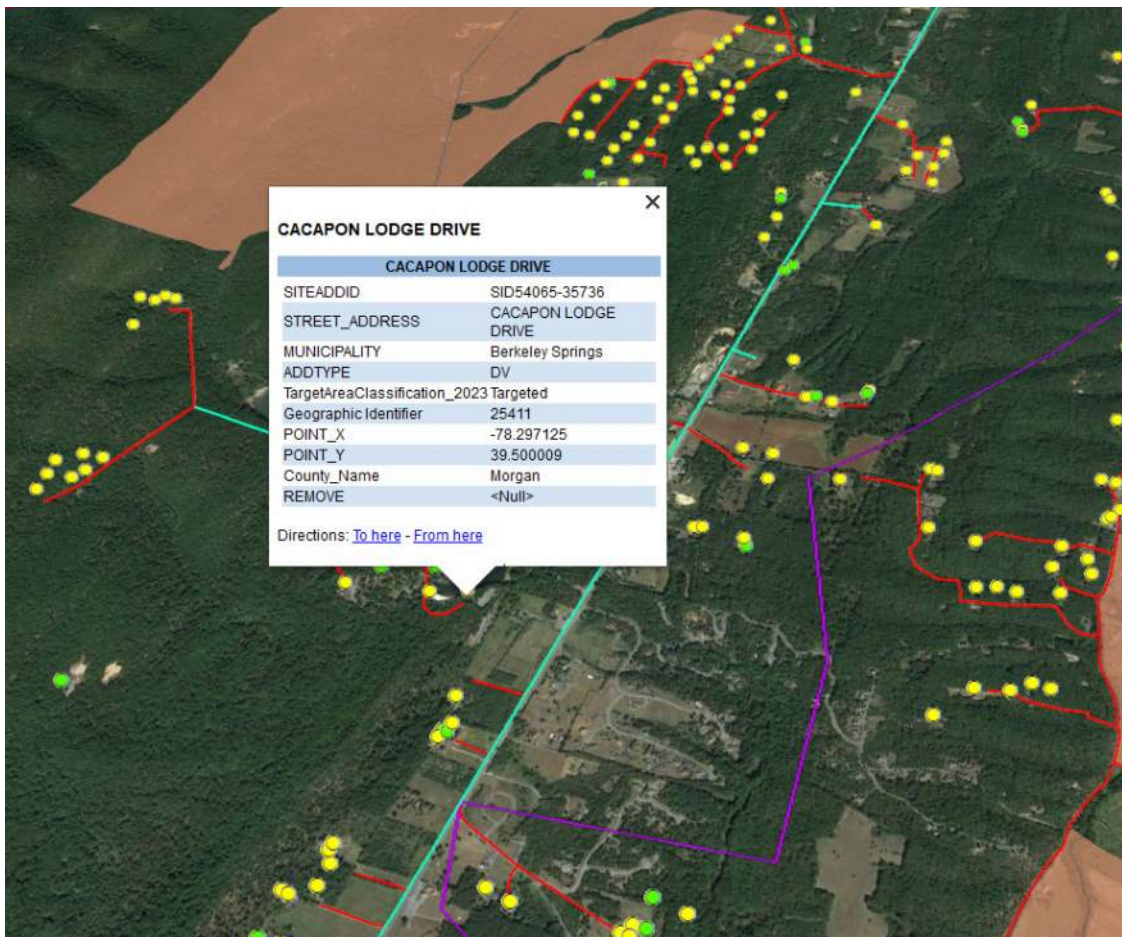 CACAPON LODGE DRIVE
CACAPON LODGE DRIVE
SITEADDID SID54065-35736
STREET_ADDRESS CACAPON LODGE DRIVE
MUNICIPALITY Berkeley Springs
ADDTYPE DV
TargetAreaClassification_2023 Targeted
Geographic Identifier 25411
POINT_X -78.297125
POINT_Y 39.500009
County_Name Morgan
REMOVE <Null>
Directions: To here - From here